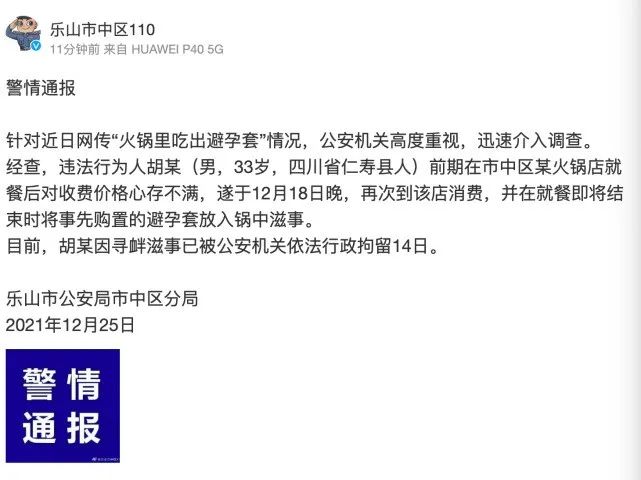 乐山市中区110
11分钟前 来自 HUAWEI P40 5G
警情通报
针对近日网传“火锅里吃出避孕套”情况，公安机关高度重视，迅速介入调查。
经查，违法行为人胡某（男，33岁，四川省仁寿县人）前期在市中区某火锅店就
餐后对收费价格心存不满，遂于12月18日晚，再次到该店消费，并在就餐即将结
束时将事先购置的避孕套放入锅中滋事。
目前，胡某因寻衅滋事已被公安机关依法行政拘留14日。
乐山市公安局市中区分局
2021年12月25日
警情
通报